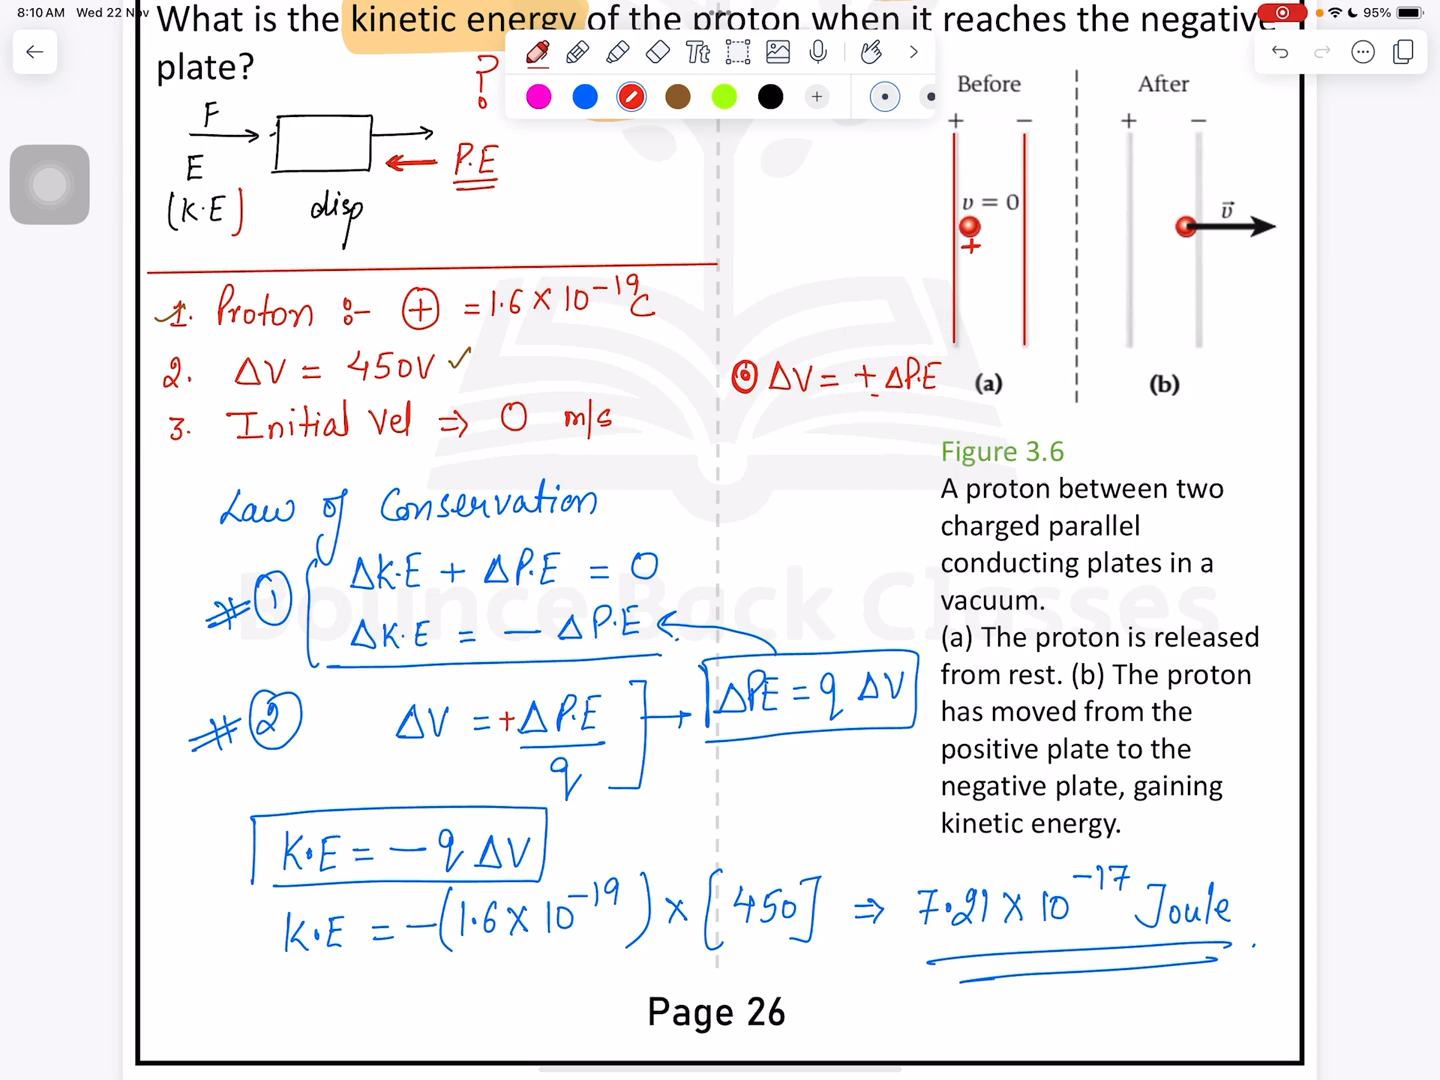 8:10 AM Wed 22 Nov
95%
What is the kinetic energy of the proton when it reaches the negative
plate?
?
Tt
F
E
(K.E)
disp
P.E
Before
After
+ −
+ −
v = 0
+
v
(a)
(b)
1. Proton :- + = 1.6 × 10⁻¹⁹ C
2. ΔV = 450V ✓
3. Initial Vel ⇒ 0 m/s
ΔV = + ΔP.E
Law of Conservation
#1 ΔK.E + ΔP.E = 0
ΔK.E = − ΔP.E
#2 ΔV = +ΔP.E
q
ΔPE = q ΔV
K.E = − q ΔV
K.E = −(1.6 × 10⁻¹⁹) × [450] ⇒ 7.21 × 10⁻¹⁷ Joule
Figure 3.6
A proton between two
charged parallel
conducting plates in a
vacuum.
(a) The proton is released
from rest. (b) The proton
has moved from the
positive plate to the
negative plate, gaining
kinetic energy.
Bounce Back Classes
Page 26